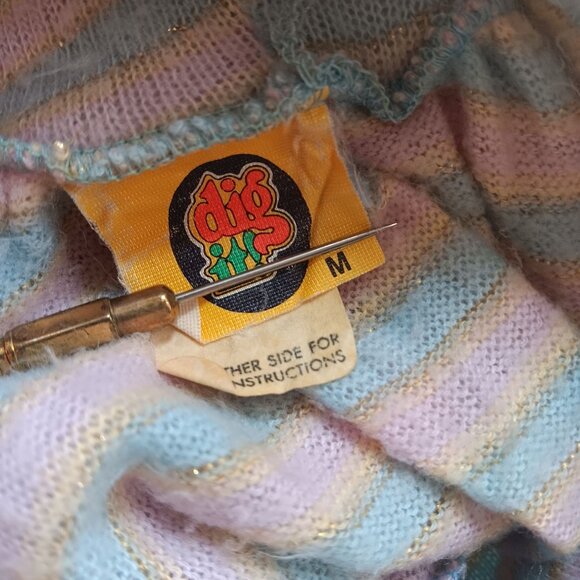 dig
it!
M
THER SIDE FOR
NSTRUCTIONS